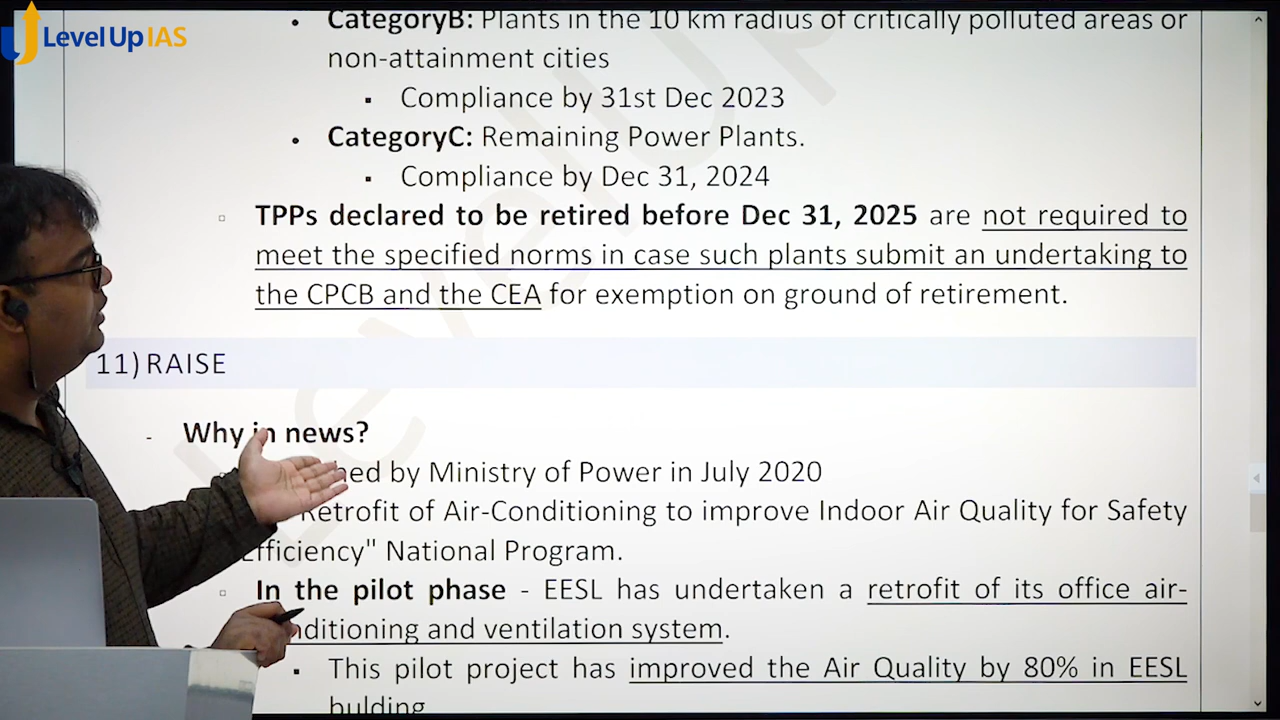 LevelUp IAS
• CategoryB: Plants in the 10 km radius of critically polluted areas or
non-attainment cities
▪ Compliance by 31st Dec 2023
• CategoryC: Remaining Power Plants.
▪ Compliance by Dec 31, 2024
TPPs declared to be retired before Dec 31, 2025 are not required to
meet the specified norms in case such plants submit an undertaking to
the CPCB and the CEA for exemption on ground of retirement.
11) RAISE
- Why in news?
hed by Ministry of Power in July 2020
Retrofit of Air-Conditioning to improve Indoor Air Quality for Safety
Efficiency" National Program.
In the pilot phase - EESL has undertaken a retrofit of its office air-
nditioning and ventilation system.
▪ This pilot project has improved the Air Quality by 80% in EESL
bulding